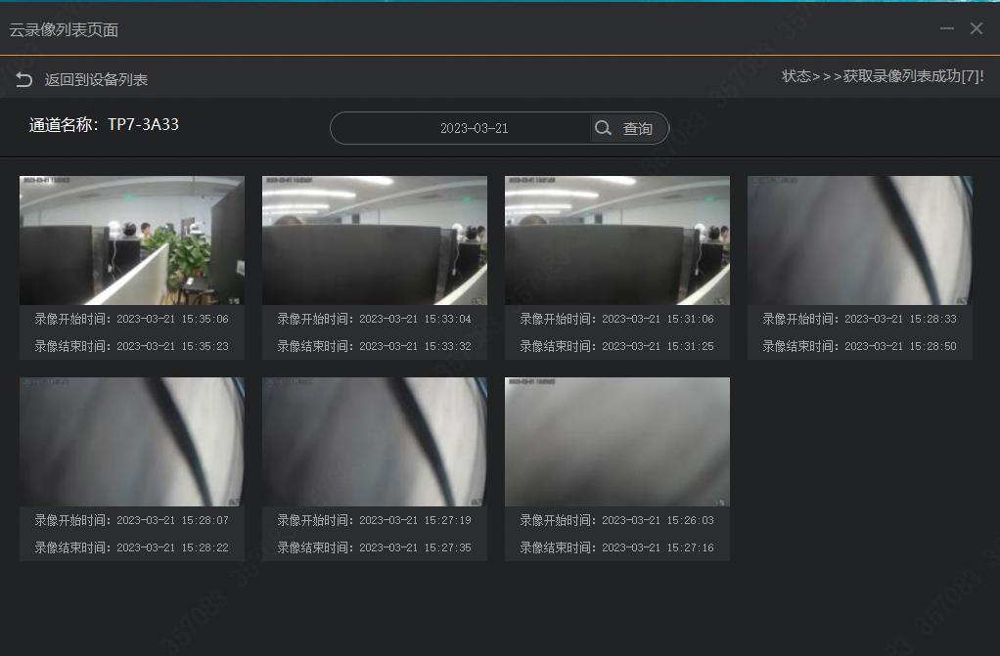 云录像列表页面
返回到设备列表
状态>>>获取录像列表成功[7]!
通道名称：TP7-3A33
2023-03-21
查询
录像开始时间：2023-03-21 15:35:06
录像结束时间：2023-03-21 15:35:23
录像开始时间：2023-03-21 15:33:04
录像结束时间：2023-03-21 15:33:32
录像开始时间：2023-03-21 15:31:06
录像结束时间：2023-03-21 15:31:25
录像开始时间：2023-03-21 15:28:33
录像结束时间：2023-03-21 15:28:50
录像开始时间：2023-03-21 15:28:07
录像结束时间：2023-03-21 15:28:22
录像开始时间：2023-03-21 15:27:19
录像结束时间：2023-03-21 15:27:35
录像开始时间：2023-03-21 15:26:03
录像结束时间：2023-03-21 15:27:16
357083